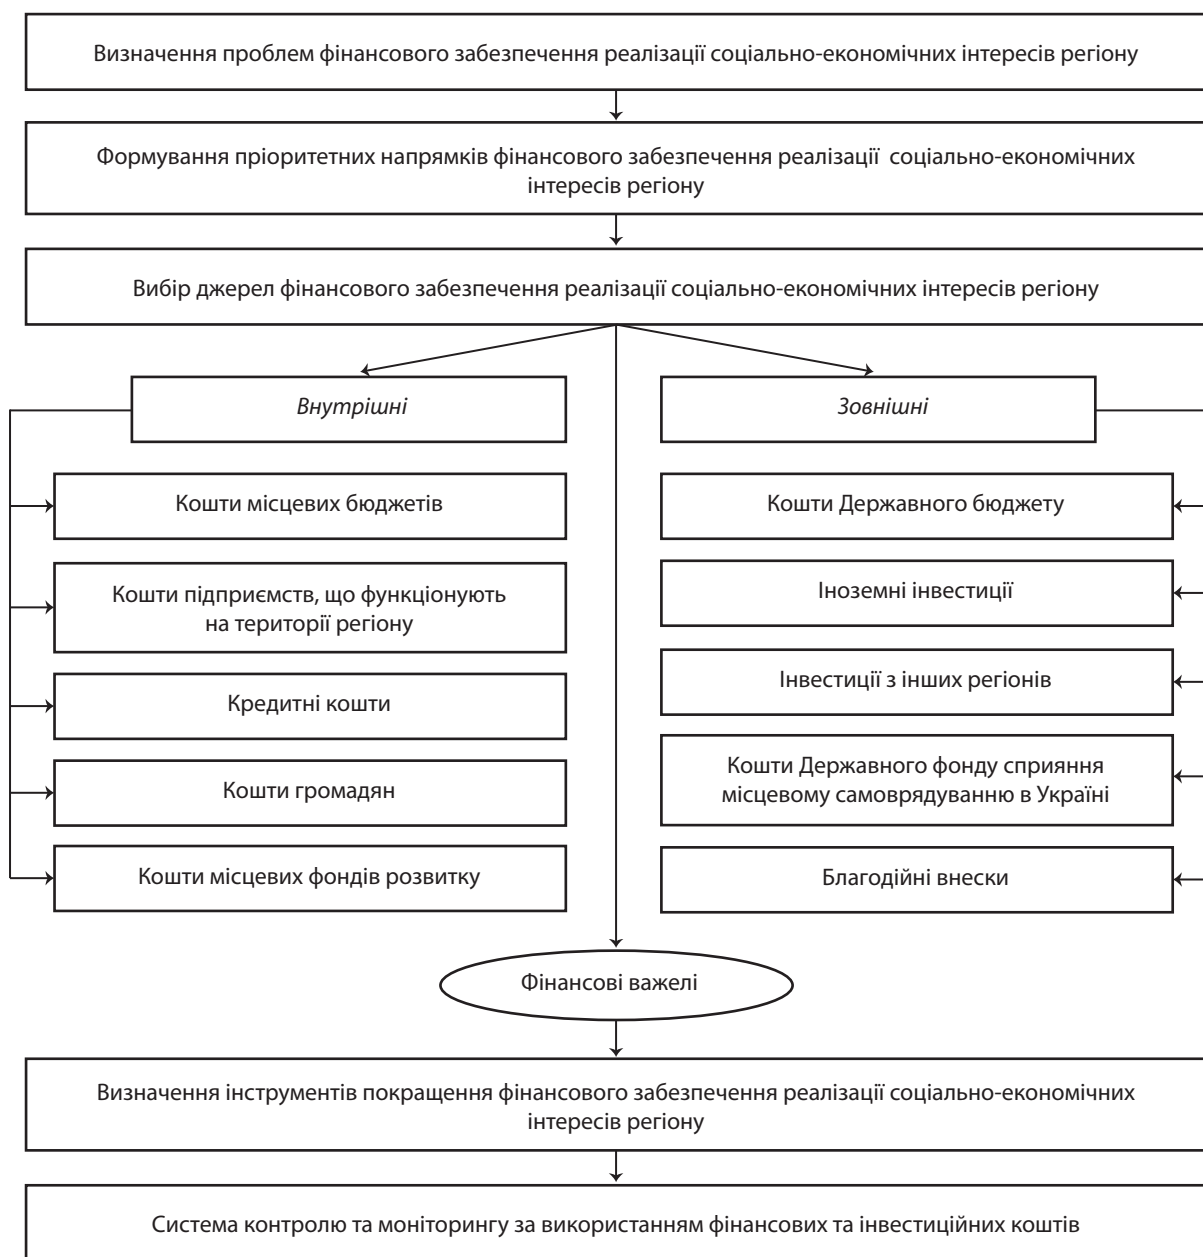 Визначення проблем фінансового забезпечення реалізації соціально-економічних інтересів регіону
Формування пріоритетних напрямків фінансового забезпечення реалізації соціально-економічних
інтересів регіону
Вибір джерел фінансового забезпечення реалізації соціально-економічних інтересів регіону
Внутрішні
Кошти місцевих бюджетів
Кошти підприємств, що функціонують
на території регіону
Кредитні кошти
Кошти громадян
Кошти місцевих фондів розвитку
Зовнішні
Кошти Державного бюджету
Іноземні інвестиції
Інвестиції з інших регіонів
Кошти Державного фонду сприяння
місцевому самоврядуванню в Україні
Благодійні внески
Фінансові важелі
Визначення інструментів покращення фінансового забезпечення реалізації соціально-економічних
інтересів регіону
Система контролю та моніторингу за використанням фінансових та інвестиційних коштів